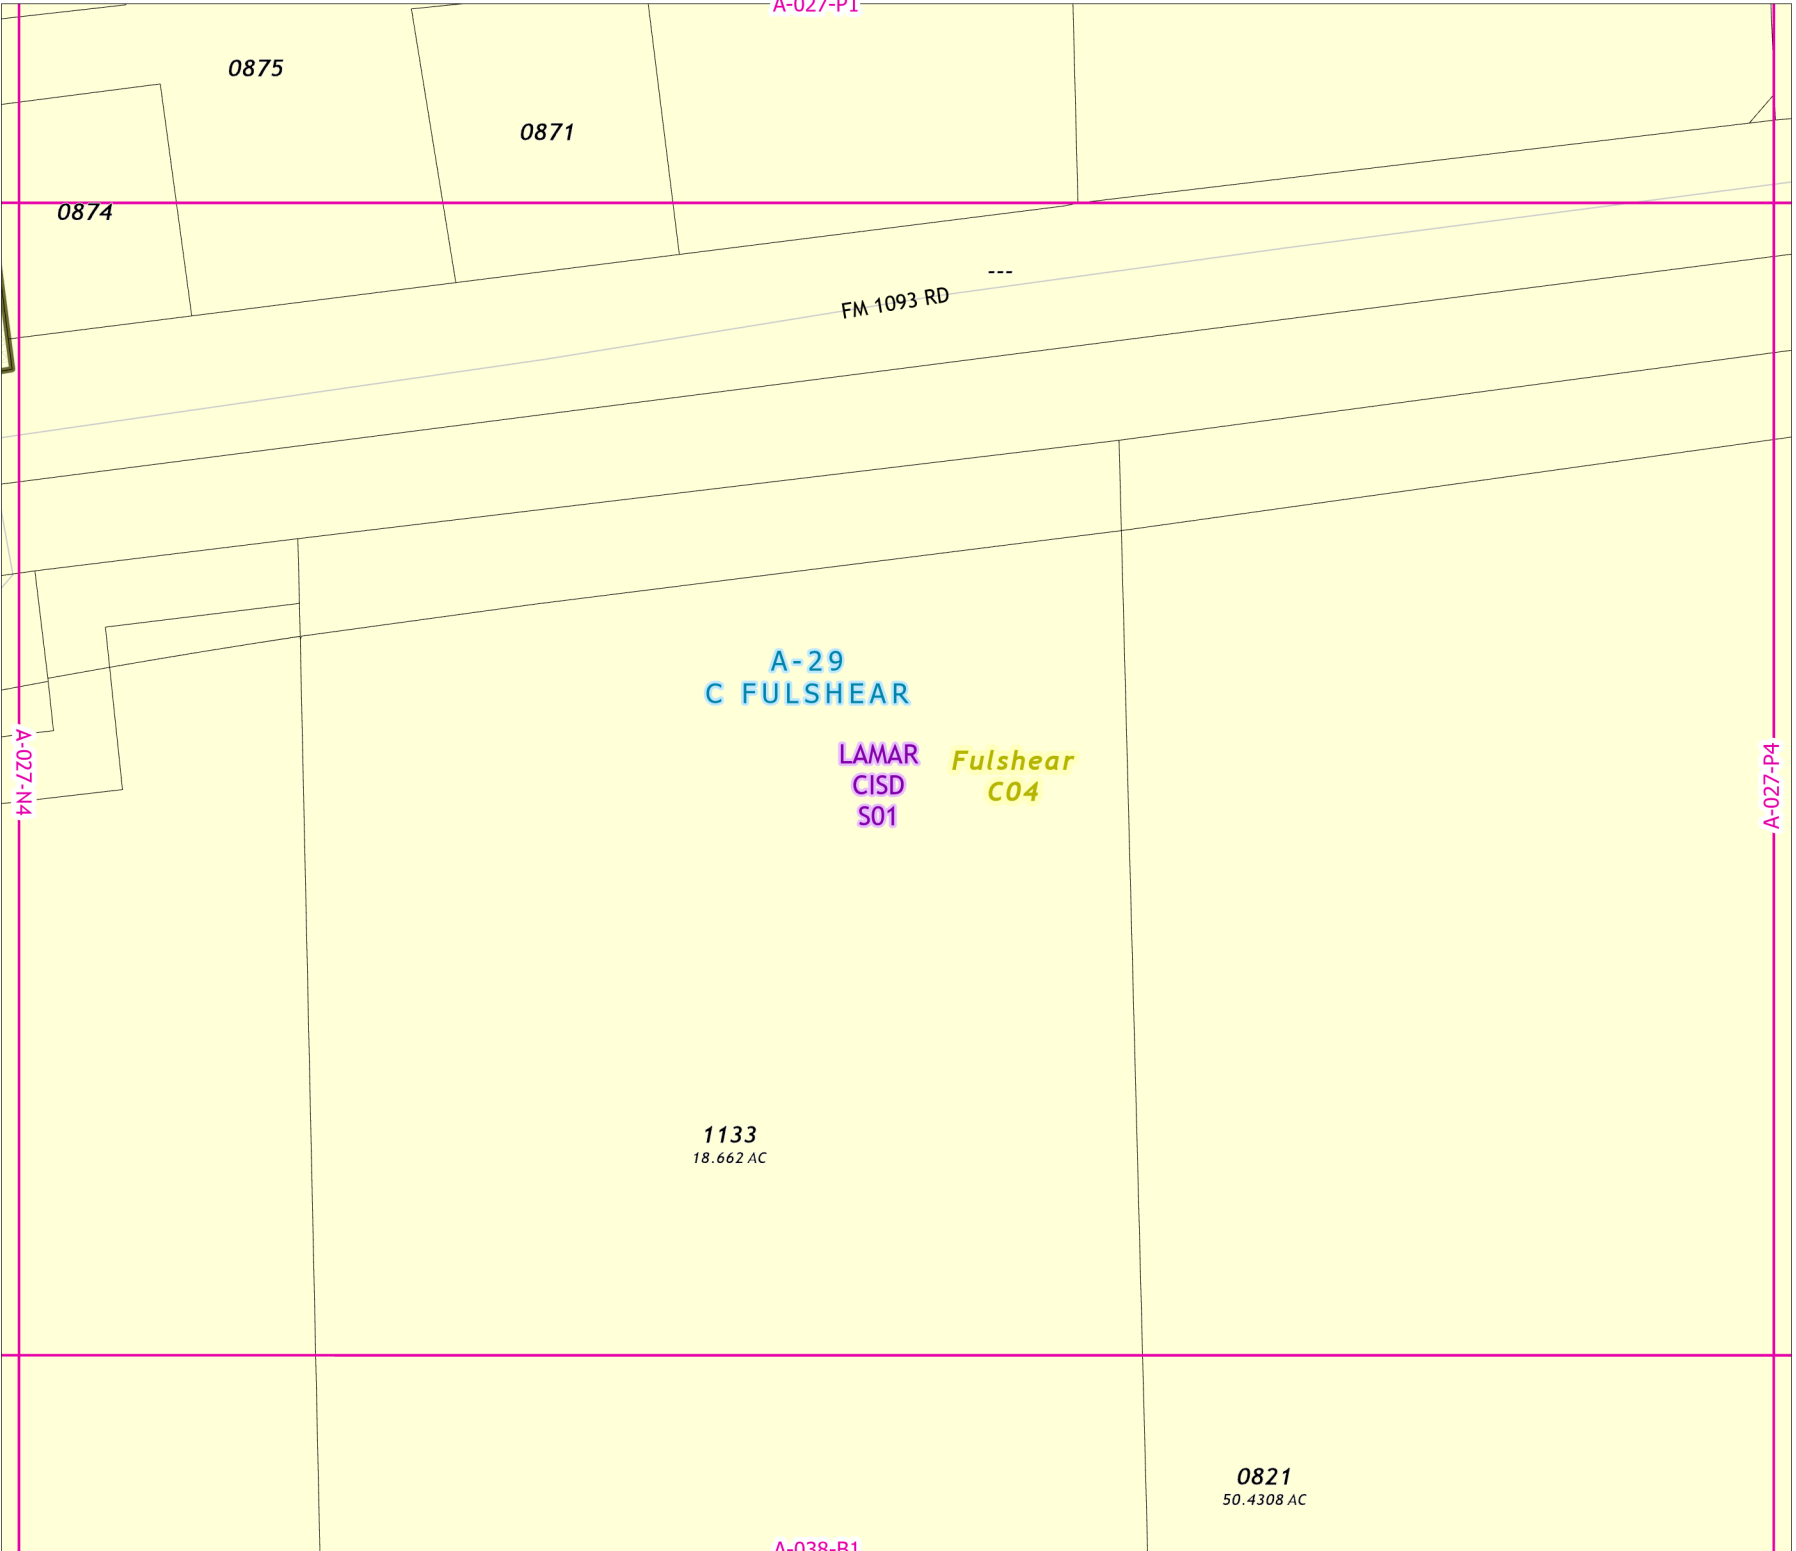 A-027-P1
0875
0871
0874
---
FM 1093 RD
A-29
C FULSHEAR
LAMAR
CISD
S01
Fulshear
C04
A-027-N4
A-027-P4
1133
18.662 AC
0821
50.4308 AC
A-038-B1